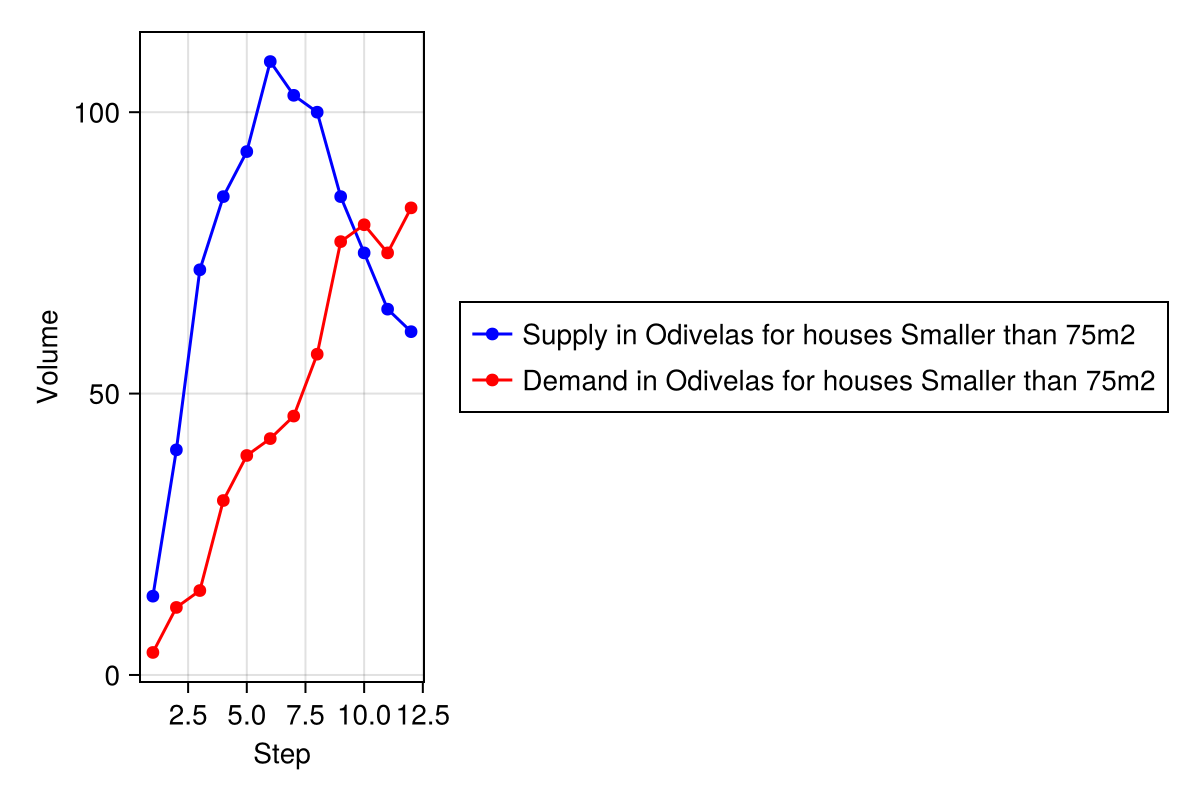 100
50
0
Volume
2.5 5.0 7.5 10.0 12.5
Step
Supply in Odivelas for houses Smaller than 75m2
Demand in Odivelas for houses Smaller than 75m2